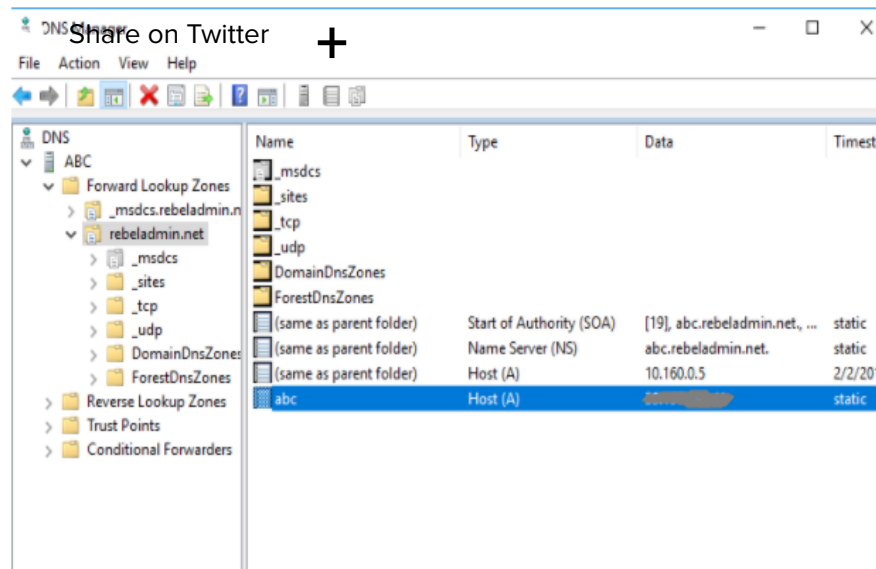 DNS Manager
Share on Twitter +
File Action View Help
DNS
ABC
Forward Lookup Zones
_msdcs.rebeladmin.n
rebeladmin.net
_msdcs
_sites
_tcp
_udp
DomainDnsZones
ForestDnsZones
Reverse Lookup Zones
Trust Points
Conditional Forwarders
Name Type Data Timest
_msdcs
_sites
_tcp
_udp
DomainDnsZones
ForestDnsZones
(same as parent folder) Start of Authority (SOA) [19], abc.rebeladmin.net., ... static
(same as parent folder) Name Server (NS) abc.rebeladmin.net. static
(same as parent folder) Host (A) 10.160.0.5 2/2/201
abc Host (A) static